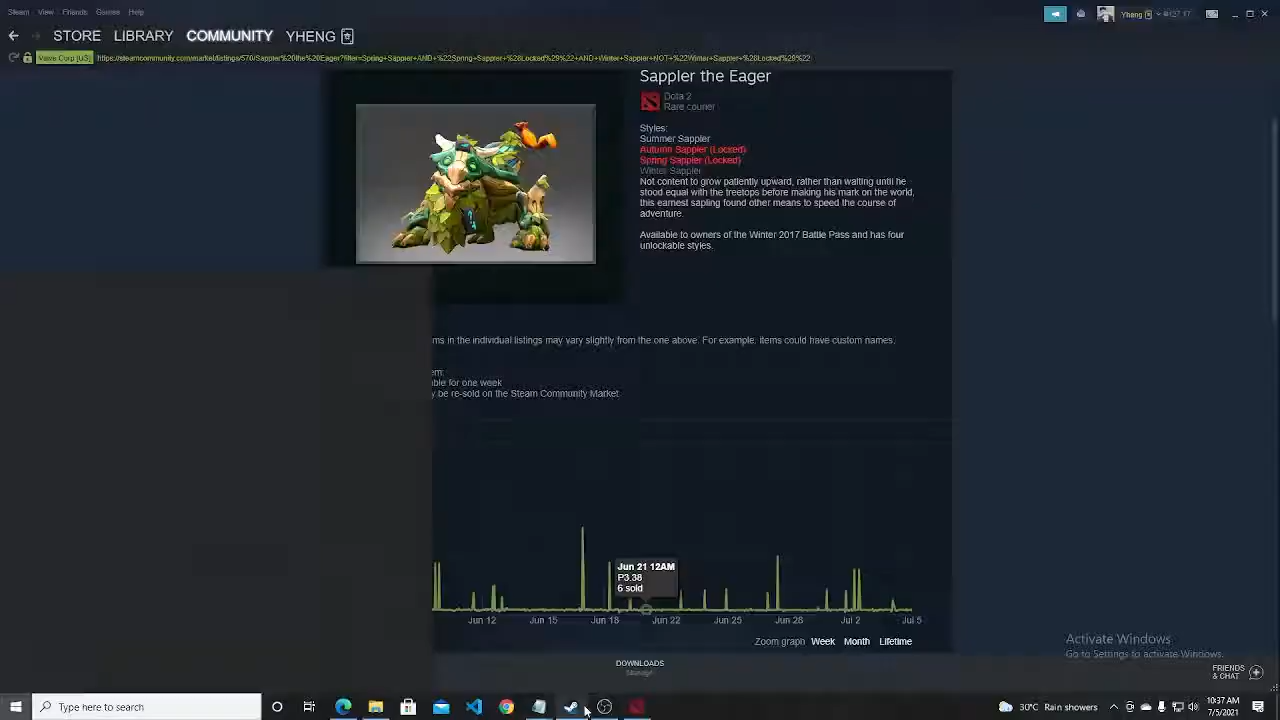 Steam View Friends Games Help
Yheng
STORE LIBRARY COMMUNITY YHENG
Valve Corp [US]
Sappler the Eager
Dota 2
Rare courier
Styles:
Summer Sappler
Autumn Sappler (Locked)
Spring Sappler (Locked)
Winter Sappler
Not content to grow patiently upward, rather than waiting until he
stood equal with the treetops before making his mark on the world,
this earnest sapling found other means to speed the course of
adventure.
Available to owners of the Winter 2017 Battle Pass and has four
unlockable styles.
ms in the individual listings may vary slightly from the one above. For example, items could have custom names.
em:
able for one week
y be re-sold on the Steam Community Market
Jun 21 12AM
P3.38
6 sold
Jun 12 Jun 15 Jun 18 Jun 22 Jun 25 Jun 28 Jul 2 Jul 5
Zoom graph Week Month Lifetime
Activate Windows
Go to Settings to activate Windows.
DOWNLOADS
Manage
FRIENDS
& CHAT
Type here to search
30°C Rain showers
10:37 AM
7/5/2021